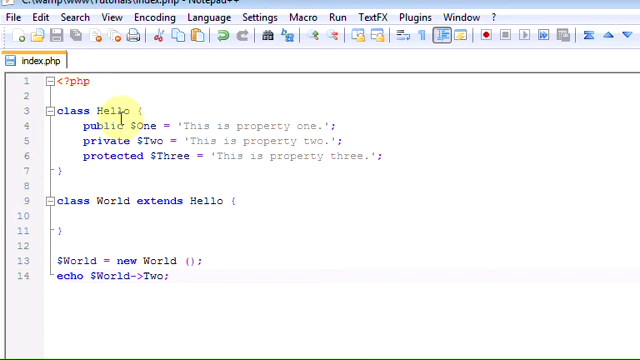 C:\wamp\www\Tutorials\index.php - Notepad++
File Edit Search View Encoding Language Settings Macro Run TextFX Plugins Window ?
index.php
1 <?php
2
3 class Hello {
4 public $One = 'This is property one.';
5 private $Two = 'This is property two.';
6 protected $Three = 'This is property three.';
7 }
8
9 class World extends Hello {
10
11 }
12
13 $World = new World ();
14 echo $World->Two;